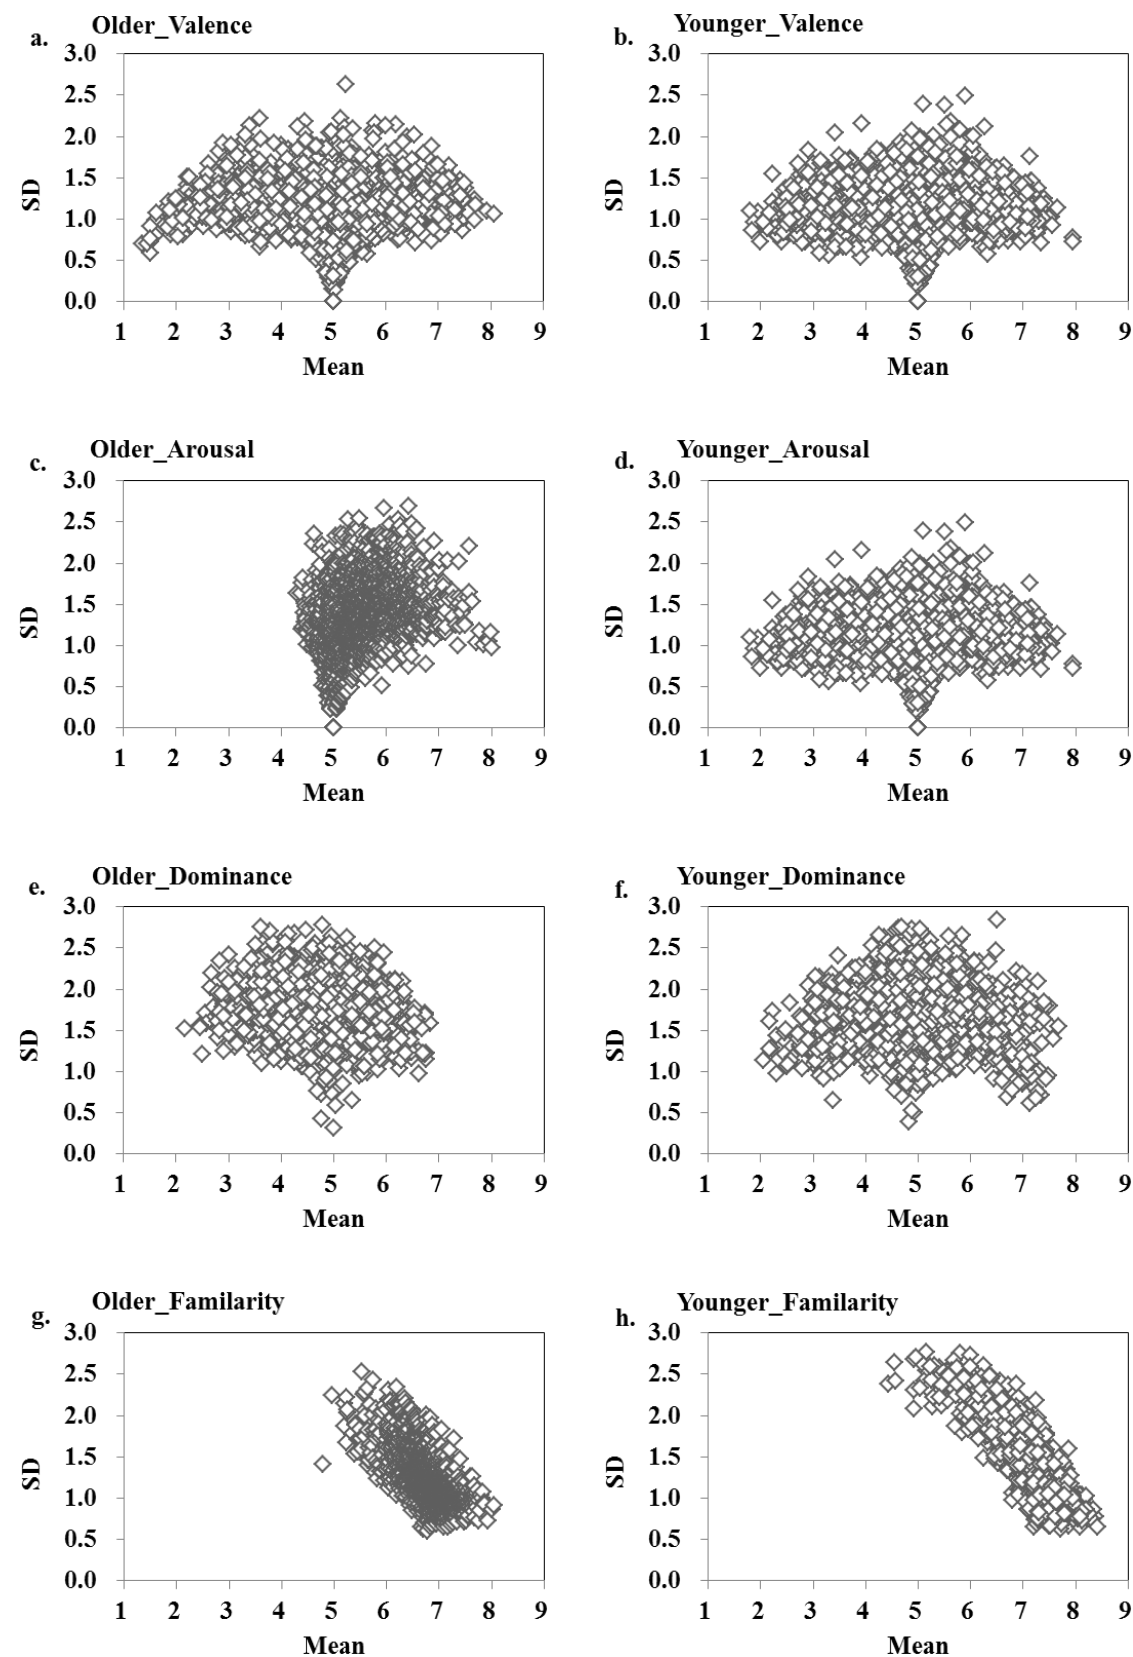 a. Older_Valence
3.0
2.5
2.0
1.5
1.0
0.5
0.0
SD
1 2 3 4 5 6 7 8 9
Mean
b. Younger_Valence
3.0
2.5
2.0
1.5
1.0
0.5
0.0
SD
1 2 3 4 5 6 7 8 9
Mean
c. Older_Arousal
3.0
2.5
2.0
1.5
1.0
0.5
0.0
SD
1 2 3 4 5 6 7 8 9
Mean
d. Younger_Arousal
3.0
2.5
2.0
1.5
1.0
0.5
0.0
SD
1 2 3 4 5 6 7 8 9
Mean
e. Older_Dominance
3.0
2.5
2.0
1.5
1.0
0.5
0.0
SD
1 2 3 4 5 6 7 8 9
Mean
f. Younger_Dominance
3.0
2.5
2.0
1.5
1.0
0.5
0.0
SD
1 2 3 4 5 6 7 8 9
Mean
g. Older_Familarity
3.0
2.5
2.0
1.5
1.0
0.5
0.0
SD
1 2 3 4 5 6 7 8 9
Mean
h. Younger_Familarity
3.0
2.5
2.0
1.5
1.0
0.5
0.0
SD
1 2 3 4 5 6 7 8 9
Mean